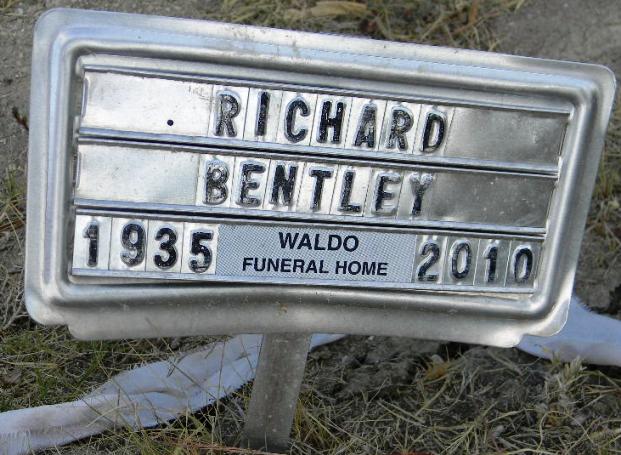 RICHARD
BENTLEY
1935 WALDO FUNERAL HOME 2010